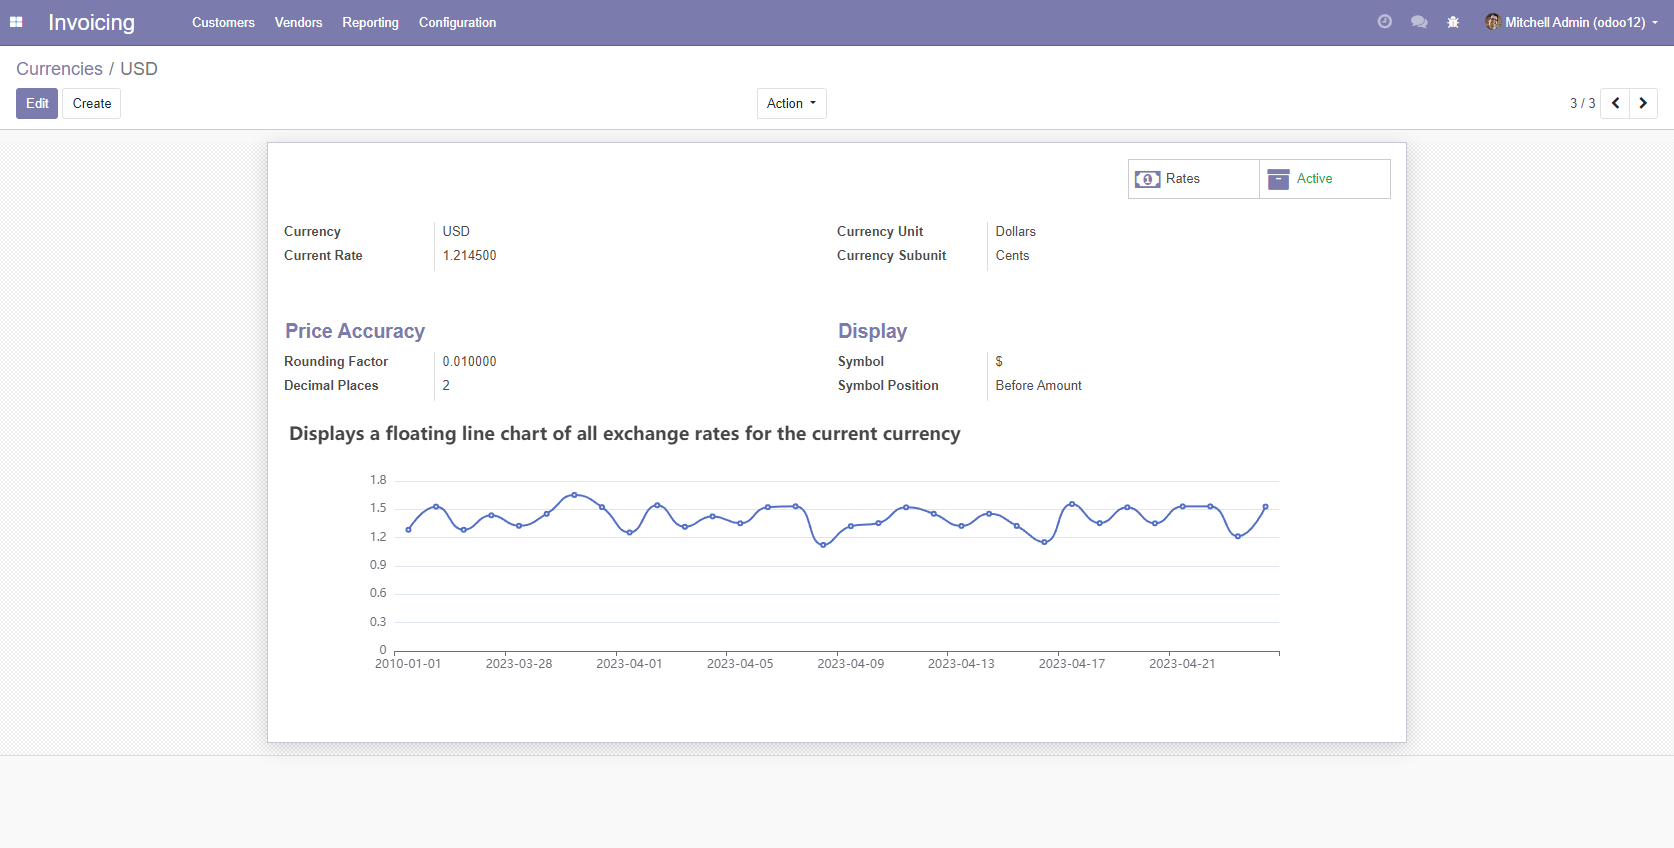 Invoicing Customers Vendors Reporting Configuration Mitchell Admin (odoo12)
Currencies / USD
Edit Create Action 3 / 3
Rates Active
Currency USD Currency Unit Dollars
Current Rate 1.214500 Currency Subunit Cents
Price Accuracy Display
Rounding Factor 0.010000 Symbol $
Decimal Places 2 Symbol Position Before Amount
Displays a floating line chart of all exchange rates for the current currency
1.8
1.5
1.2
0.9
0.6
0.3
0
2010-01-01 2023-03-28 2023-04-01 2023-04-05 2023-04-09 2023-04-13 2023-04-17 2023-04-21